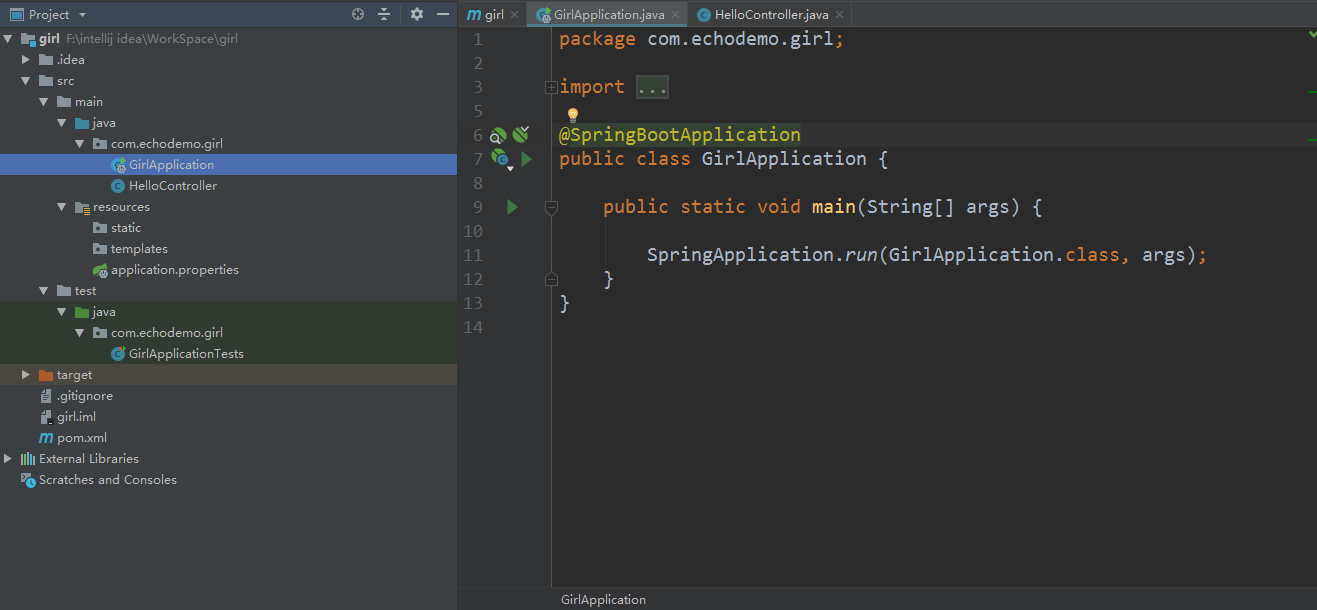 Project
girl F:\intellij idea\WorkSpace\girl
.idea
src
main
java
com.echodemo.girl
GirlApplication
HelloController
resources
static
templates
application.properties
test
java
com.echodemo.girl
GirlApplicationTests
target
.gitignore
girl.iml
pom.xml
External Libraries
Scratches and Consoles
girl GirlApplication.java HelloController.java
1 package com.echodemo.girl;
2
3 import ...
5
6 @SpringBootApplication
7 public class GirlApplication {
8
9 public static void main(String[] args) {
10
11 SpringApplication.run(GirlApplication.class, args);
12 }
13 }
14
GirlApplication